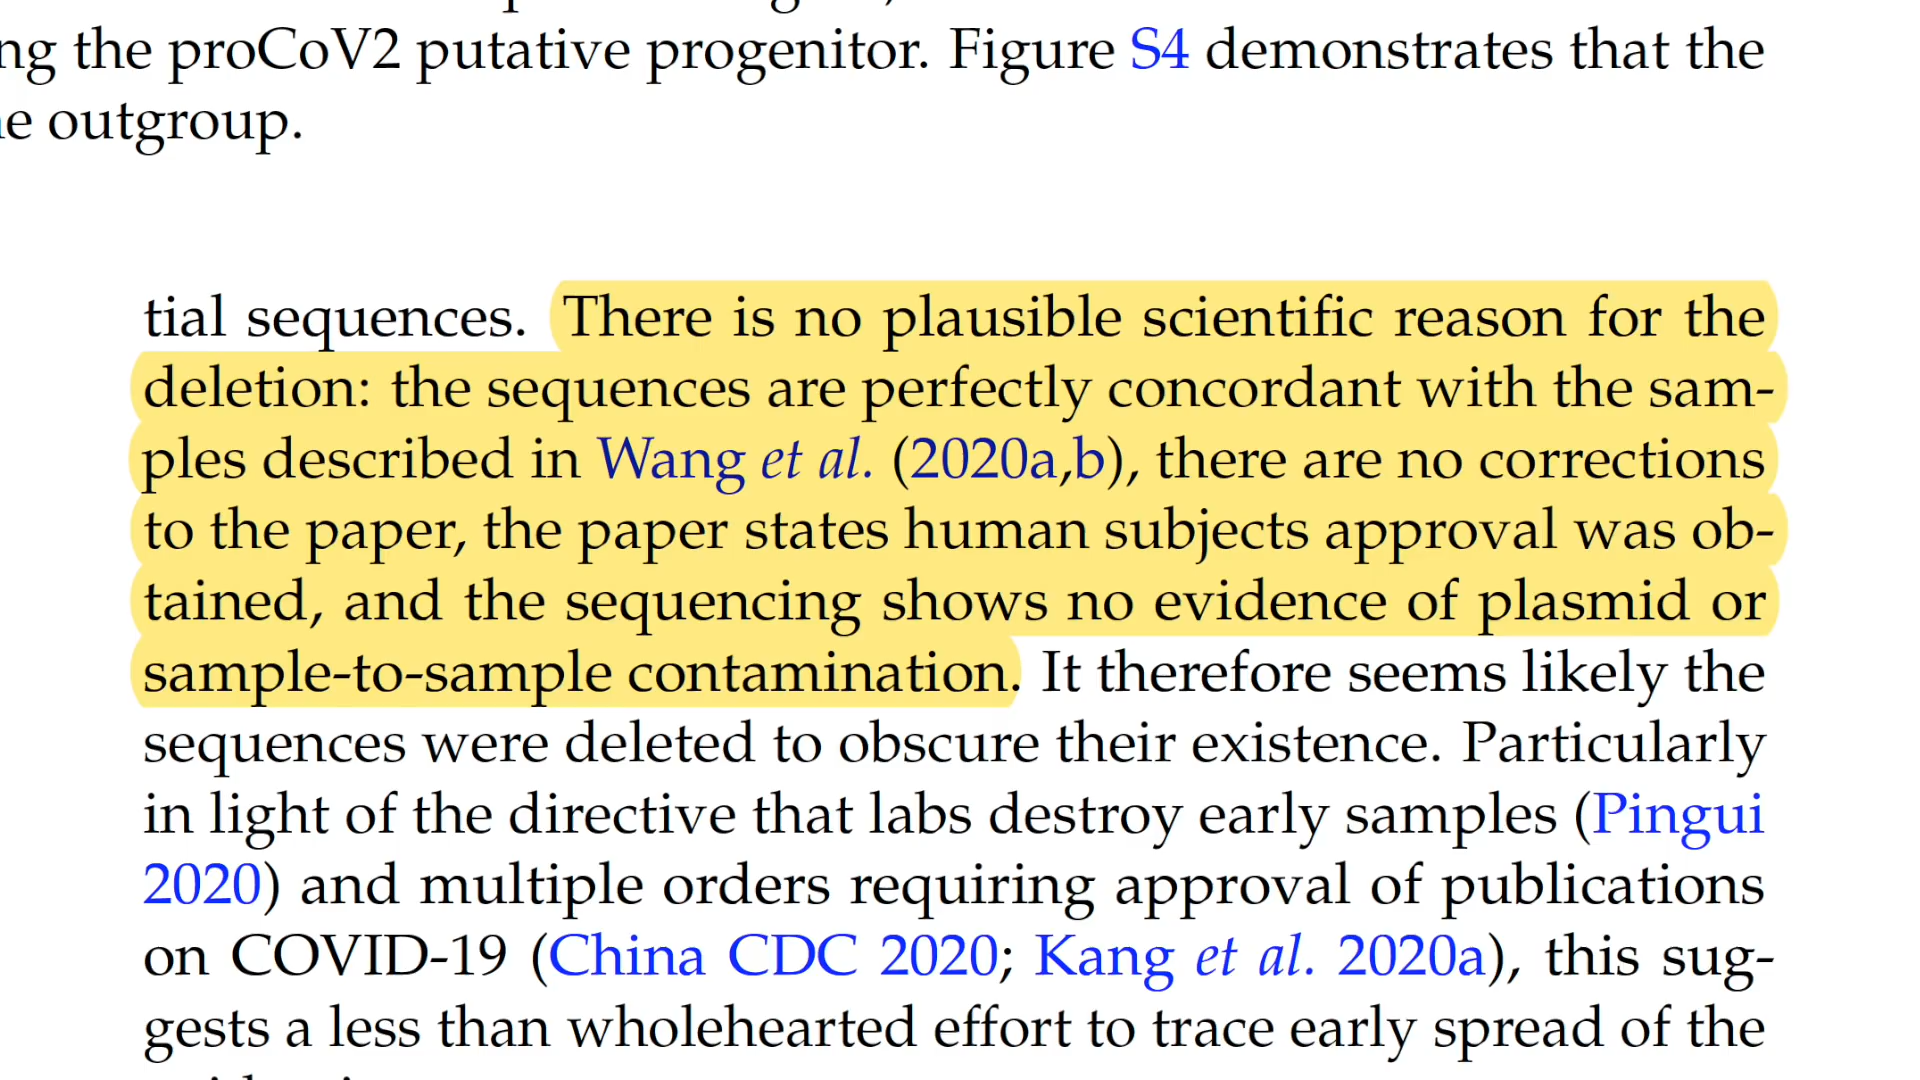 ng the proCoV2 putative progenitor. Figure S4 demonstrates that the
e outgroup.
tial sequences. There is no plausible scientific reason for the
deletion: the sequences are perfectly concordant with the sam-
ples described in Wang et al. (2020a,b), there are no corrections
to the paper, the paper states human subjects approval was ob-
tained, and the sequencing shows no evidence of plasmid or
sample-to-sample contamination. It therefore seems likely the
sequences were deleted to obscure their existence. Particularly
in light of the directive that labs destroy early samples (Pingui
2020) and multiple orders requiring approval of publications
on COVID-19 (China CDC 2020; Kang et al. 2020a), this sug-
gests a less than wholehearted effort to trace early spread of the